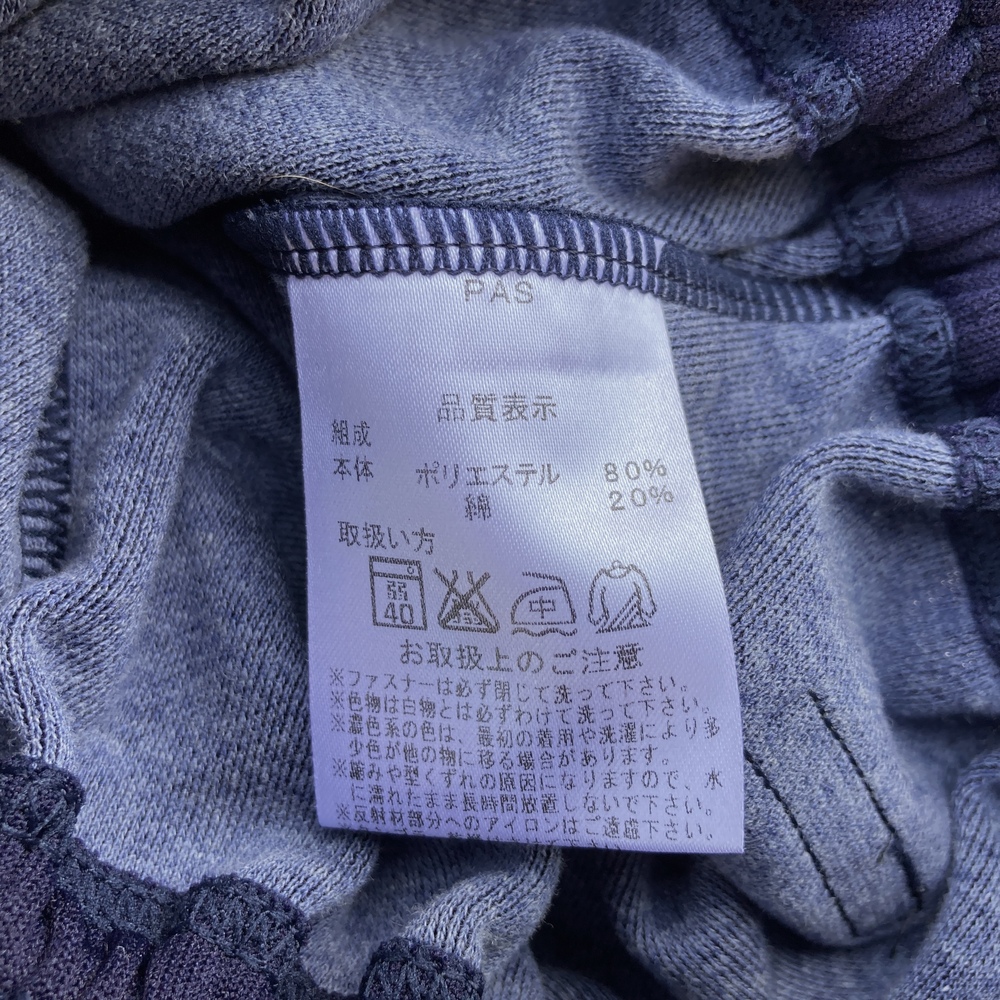 PAS
品質表示
組成
本体 ポリエステル 80%
綿 20%
取扱い方
弱 40 中
お取扱上のご注意
※ファスナーは必ず閉じて洗って下さい。
※色物は白物とは必ずわけて洗って下さい。
※濃色系の色は、最初の着用や洗濯により多
少色が他の物に移る場合があります。
※縮みや型くずれの原因になりますので、水
に濡れたまま長時間放置しないで下さい。
※反射材部分へのアイロンはご遠慮下さい。